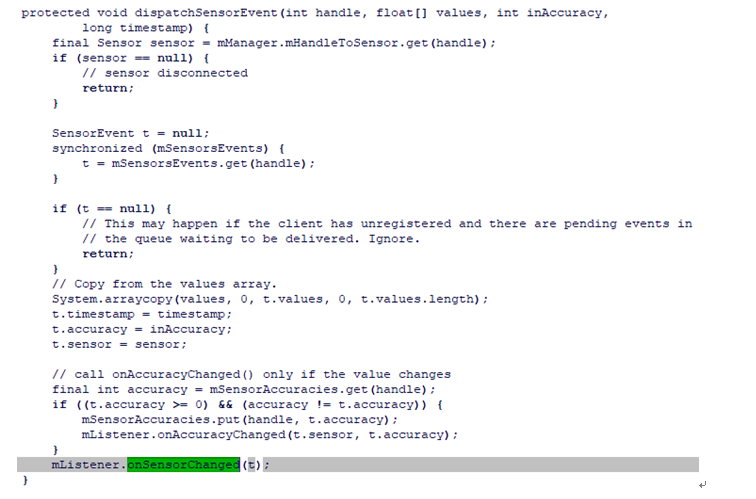 protected void dispatchSensorEvent(int handle, float[] values, int inAccuracy,
        long timestamp) {
    final Sensor sensor = mManager.mHandleToSensor.get(handle);
    if (sensor == null) {
        // sensor disconnected
        return;
    }

    SensorEvent t = null;
    synchronized (mSensorsEvents) {
        t = mSensorsEvents.get(handle);
    }

    if (t == null) {
        // This may happen if the client has unregistered and there are pending events in
        // the queue waiting to be delivered. Ignore.
        return;
    }
    // Copy from the values array.
    System.arraycopy(values, 0, t.values, 0, t.values.length);
    t.timestamp = timestamp;
    t.accuracy = inAccuracy;
    t.sensor = sensor;

    // call onAccuracyChanged() only if the value changes
    final int accuracy = mSensorAccuracies.get(handle);
    if ((t.accuracy >= 0) && (accuracy != t.accuracy)) {
        mSensorAccuracies.put(handle, t.accuracy);
        mListener.onAccuracyChanged(t.sensor, t.accuracy);
    }
    mListener.onSensorChanged(t);
}